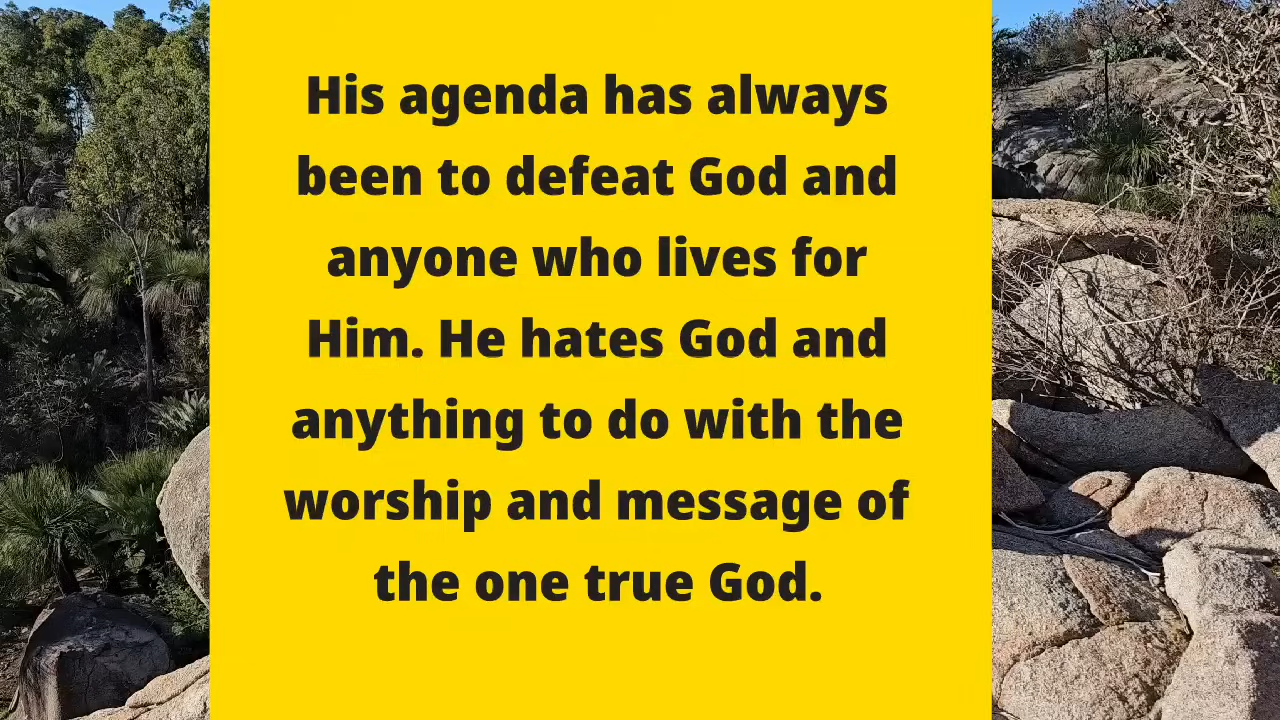 His agenda has always
been to defeat God and
anyone who lives for
Him. He hates God and
anything to do with the
worship and message of
the one true God.